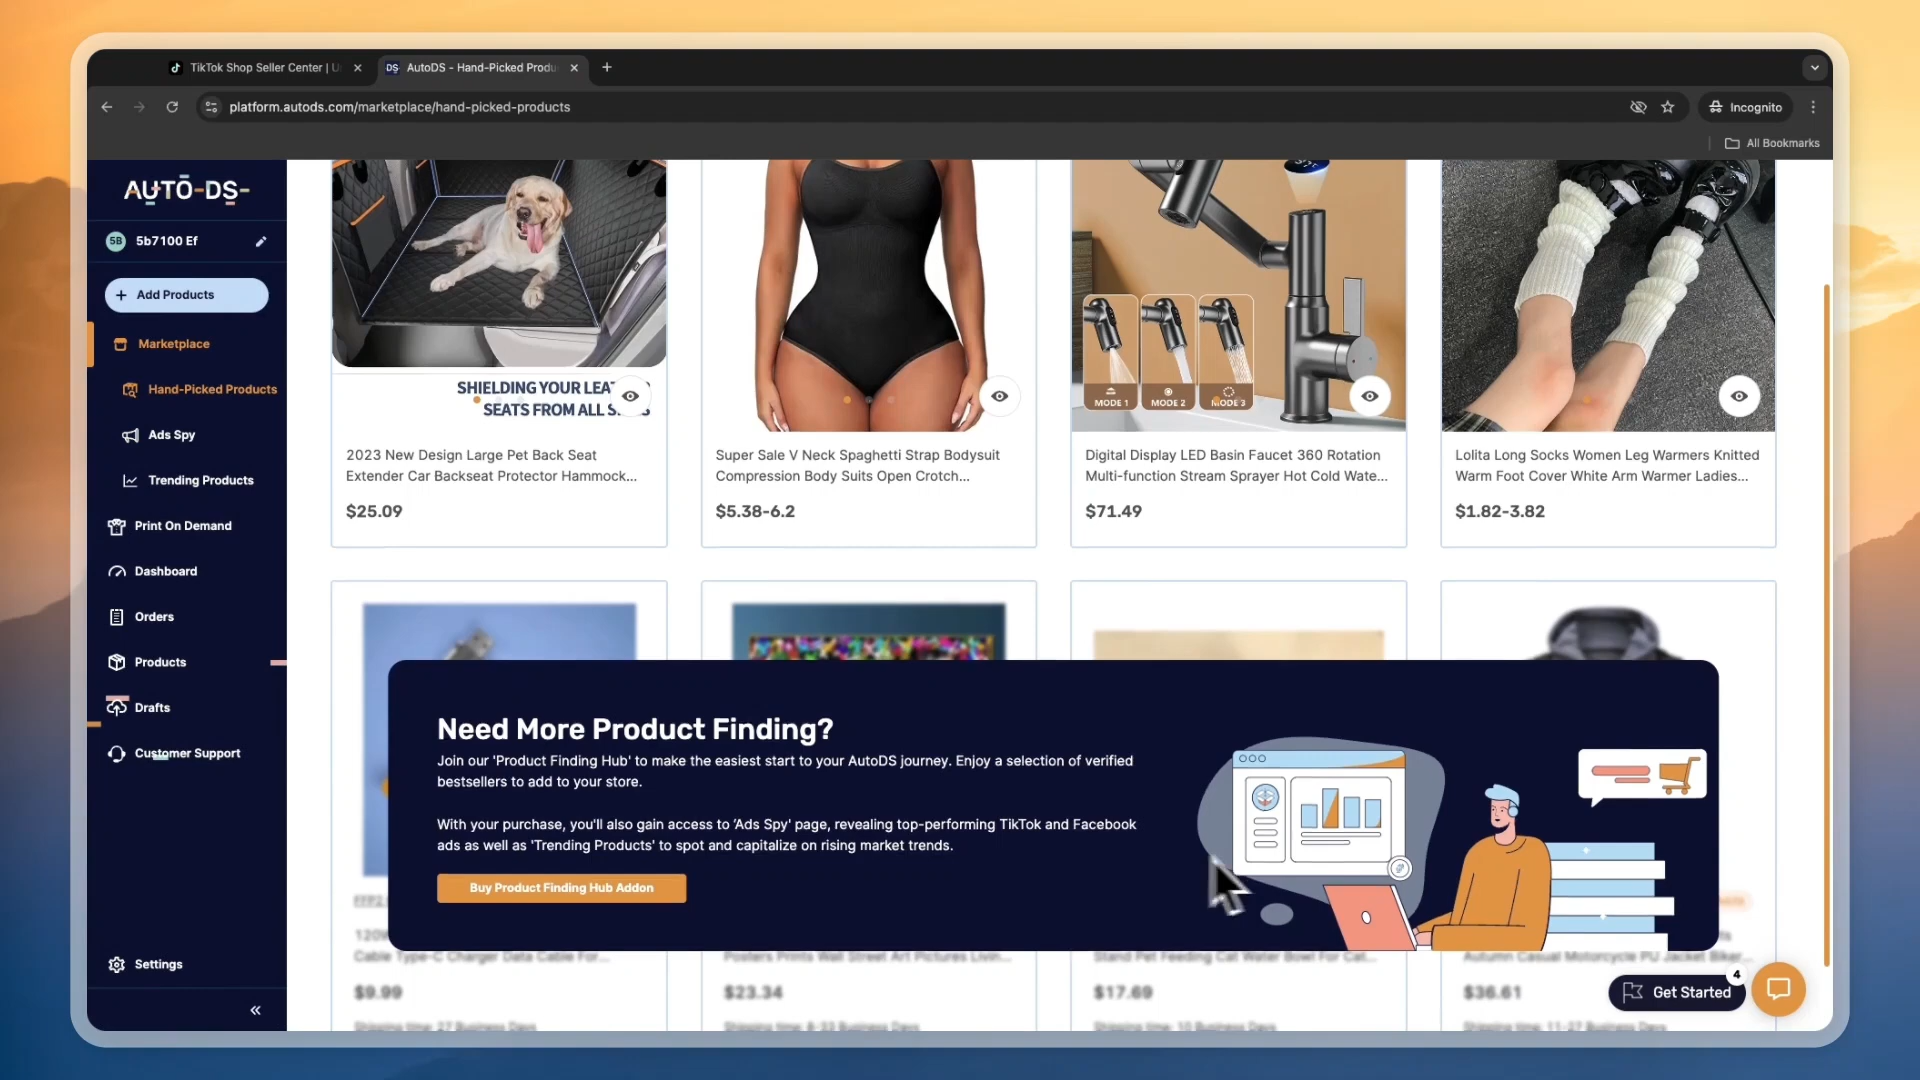 TikTok Shop Seller Center | U
AutoDS - Hand-Picked Produ
platform.autods.com/marketplace/hand-picked-products
Incognito
All Bookmarks
AUTO-DS-
5B 5b7100 Ef
+ Add Products
Marketplace
Hand-Picked Products
Ads Spy
Trending Products
Print On Demand
Dashboard
Orders
Products
Drafts
Customer Support
Settings
SHIELDING YOUR
SEATS FROM ALL
2023 New Design Large Pet Back Seat
Extender Car Backseat Protector Hammock...
$25.09
Super Sale V Neck Spaghetti Strap Bodysuit
Compression Body Suits Open Crotch...
$5.38-6.2
MODE 1
MODE 2
MODE 3
Digital Display LED Basin Faucet 360 Rotation
Multi-function Stream Sprayer Hot Cold Wate...
$71.49
Lolita Long Socks Women Leg Warmers Knitted
Warm Foot Cover White Arm Warmer Ladies...
$1.82-3.82
Need More Product Finding?
Join our 'Product Finding Hub' to make the easiest start to your AutoDS journey. Enjoy a selection of verified
bestsellers to add to your store.
With your purchase, you'll also gain access to 'Ads Spy' page, revealing top-performing TikTok and Facebook
ads as well as 'Trending Products' to spot and capitalize on rising market trends.
Buy Product Finding Hub Addon
Cable Type-C Charger Data Cable For...
Posters Prints Wall Street Art Pictures Livin...
Stand Pet Feeding Cat Water Bowl For Cat...
Autumn Casual Motorcycle PU Jacket Biker...
$9.99
$23.34
$17.69
$36.61
Get Started
4